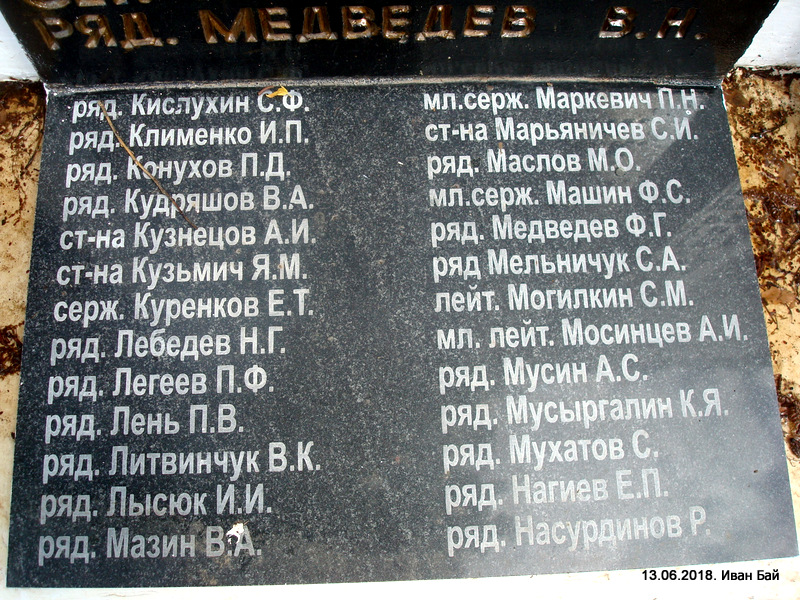 РЯД. МЕДВЕДЕВ В.Н.
ряд. Кислухин С.Ф.
ряд. Клименко И.П.
ряд. Конухов П.Д.
ряд. Кудряшов В.А.
ст-на Кузнецов А.И.
ст-на Кузьмич Я.М.
серж. Куренков Е.Т.
ряд. Лебедев Н.Г.
ряд. Легеев П.Ф.
ряд. Лень П.В.
ряд. Литвинчук В.К.
ряд. Лысюк И.И.
ряд. Мазин В.А.
мл.серж. Маркевич П.Н.
ст-на Марьяничев С.И.
ряд. Маслов М.О.
мл.серж. Машин Ф.С.
ряд. Медведев Ф.Г.
ряд Мельничук С.А.
лейт. Могилкин С.М.
мл. лейт. Мосинцев А.И.
ряд. Мусин А.С.
ряд. Мусыргалин К.Я.
ряд. Мухатов С.
ряд. Нагиев Е.П.
ряд. Насурдинов Р.
13.06.2018. Иван Бай